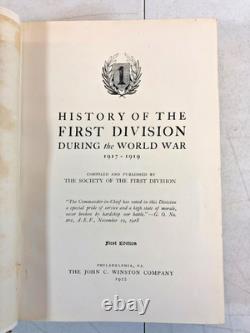 1
HISTORY OF THE
FIRST DIVISION
DURING the WORLD WAR
1917-1919
COMPILED AND PUBLISHED BY
THE SOCIETY OF THE FIRST DIVISION
"The Commander-in-Chief has noted in this Division
a special pride of service and a high state of morale,
never broken by hardship nor battle."—G. O. No.
201, A.E.F., November 10, 1918
First Edition
PHILADELPHIA, PA.
THE JOHN C. WINSTON COMPANY
1922